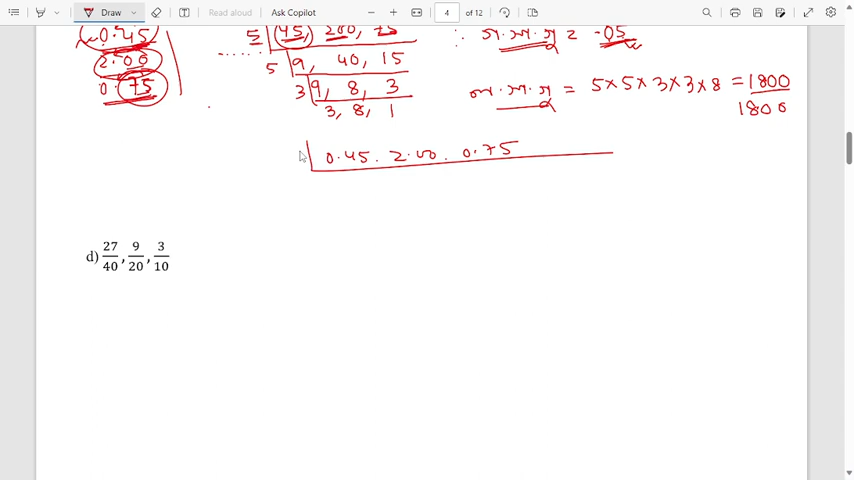 Draw Read aloud Ask Copilot 4 of 12
0.45
2.00
0.75
5 45, 200, 75
5 9, 40, 15
3 9, 8, 3
3, 8, 1
= .05
= 5×5×3×3×8 = 1800
1800
0.45. 2.00. 0.75
d) 27/40, 9/20, 3/10